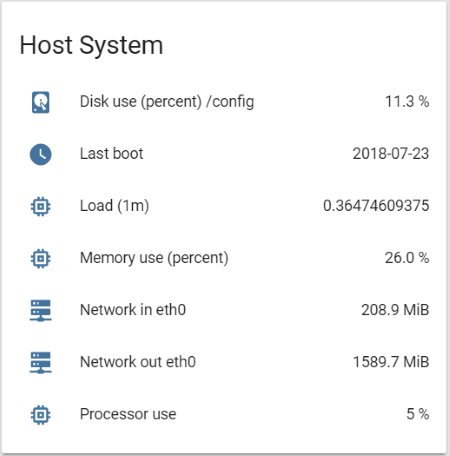 Host System
Disk use (percent) /config 11.3 %
Last boot 2018-07-23
Load (1m) 0.36474609375
Memory use (percent) 26.0 %
Network in eth0 208.9 MiB
Network out eth0 1589.7 MiB
Processor use 5 %